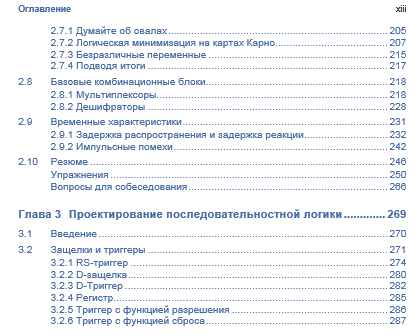 Оглавление xiii
2.7.1 Думайте об овалах 205
2.7.2 Логическая минимизация на картах Карно 207
2.7.3 Безразличные переменные 215
2.7.4 Подводя итоги 217
2.8 Базовые комбинационные блоки 218
2.8.1 Мультиплексоры 218
2.8.2 Дешифраторы 228
2.9 Временные характеристики 231
2.9.1 Задержка распространения и задержка реакции 232
2.9.2 Импульсные помехи 242
2.10 Резюме 246
Упражнения 250
Вопросы для собеседования 266
Глава 3 Проектирование последовательностной логики 269
3.1 Введение 270
3.2 Защелки и триггеры 271
3.2.1 RS-триггер 274
3.2.2 D-защелка 280
3.2.3 D-Триггер 282
3.2.4 Регистр 285
3.2.5 Триггер с функцией разрешения 286
3.2.6 Триггер с функцией сброса 287